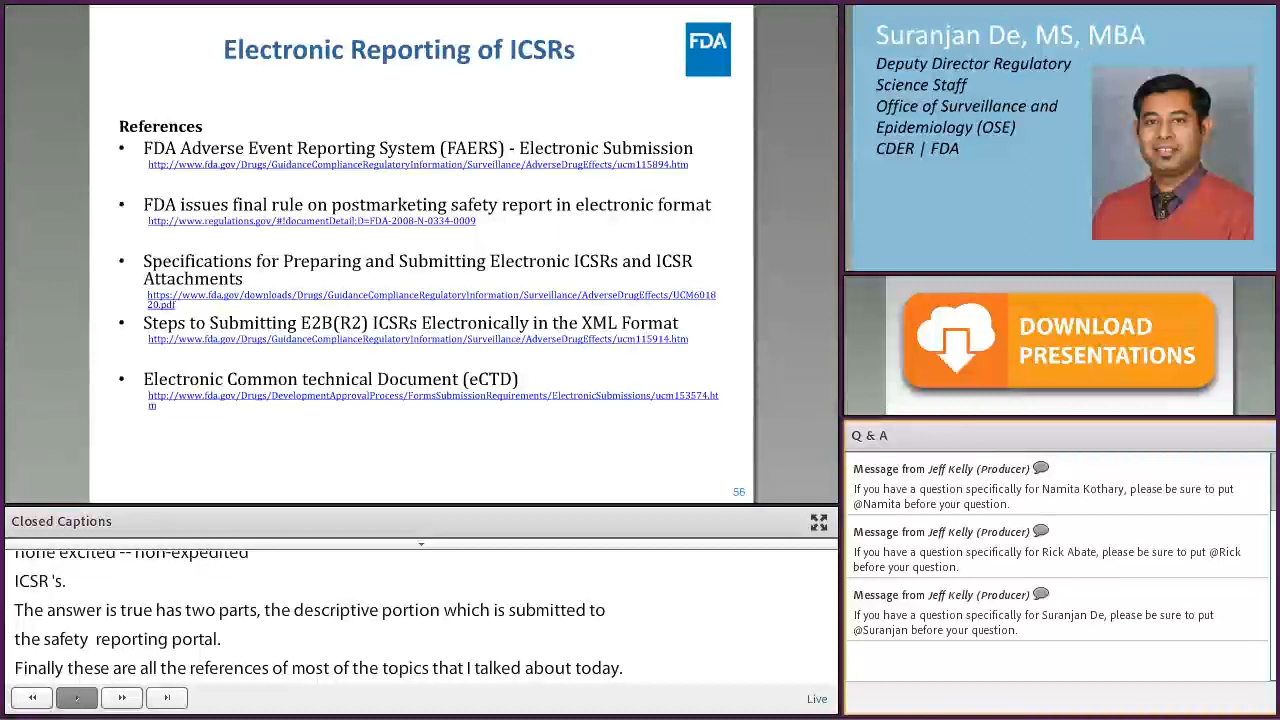 Electronic Reporting of ICSRs
FDA
References
• FDA Adverse Event Reporting System (FAERS) - Electronic Submission
http://www.fda.gov/Drugs/GuidanceComplianceRegulatoryInformation/Surveillance/AdverseDrugEffects/ucm115894.htm
• FDA issues final rule on postmarketing safety report in electronic format
http://www.regulations.gov/#!documentDetail;D=FDA-2008-N-0334-0009
• Specifications for Preparing and Submitting Electronic ICSRs and ICSR
Attachments
https://www.fda.gov/downloads/Drugs/GuidanceComplianceRegulatoryInformation/Surveillance/AdverseDrugEffects/UCM6018
20.pdf
• Steps to Submitting E2B(R2) ICSRs Electronically in the XML Format
http://www.fda.gov/Drugs/GuidanceComplianceRegulatoryInformation/Surveillance/AdverseDrugEffects/ucm115914.htm
• Electronic Common technical Document (eCTD)
http://www.fda.gov/Drugs/DevelopmentApprovalProcess/FormsSubmissionRequirements/ElectronicSubmissions/ucm153574.ht
m
56
Closed Captions
none excited -- non-expedited
ICSR 's.
The answer is true has two parts, the descriptive portion which is submitted to
the safety reporting portal.
Finally these are all the references of most of the topics that I talked about today.
Live
Suranjan De, MS, MBA
Deputy Director Regulatory
Science Staff
Office of Surveillance and
Epidemiology (OSE)
CDER | FDA
DOWNLOAD
PRESENTATIONS
Q & A
Message from Jeff Kelly (Producer)
If you have a question specifically for Namita Kothary, please be sure to put
@Namita before your question.
Message from Jeff Kelly (Producer)
If you have a question specifically for Rick Abate, please be sure to put @Rick
before your question.
Message from Jeff Kelly (Producer)
If you have a question specifically for Suranjan De, please be sure to put
@Suranjan before your question.